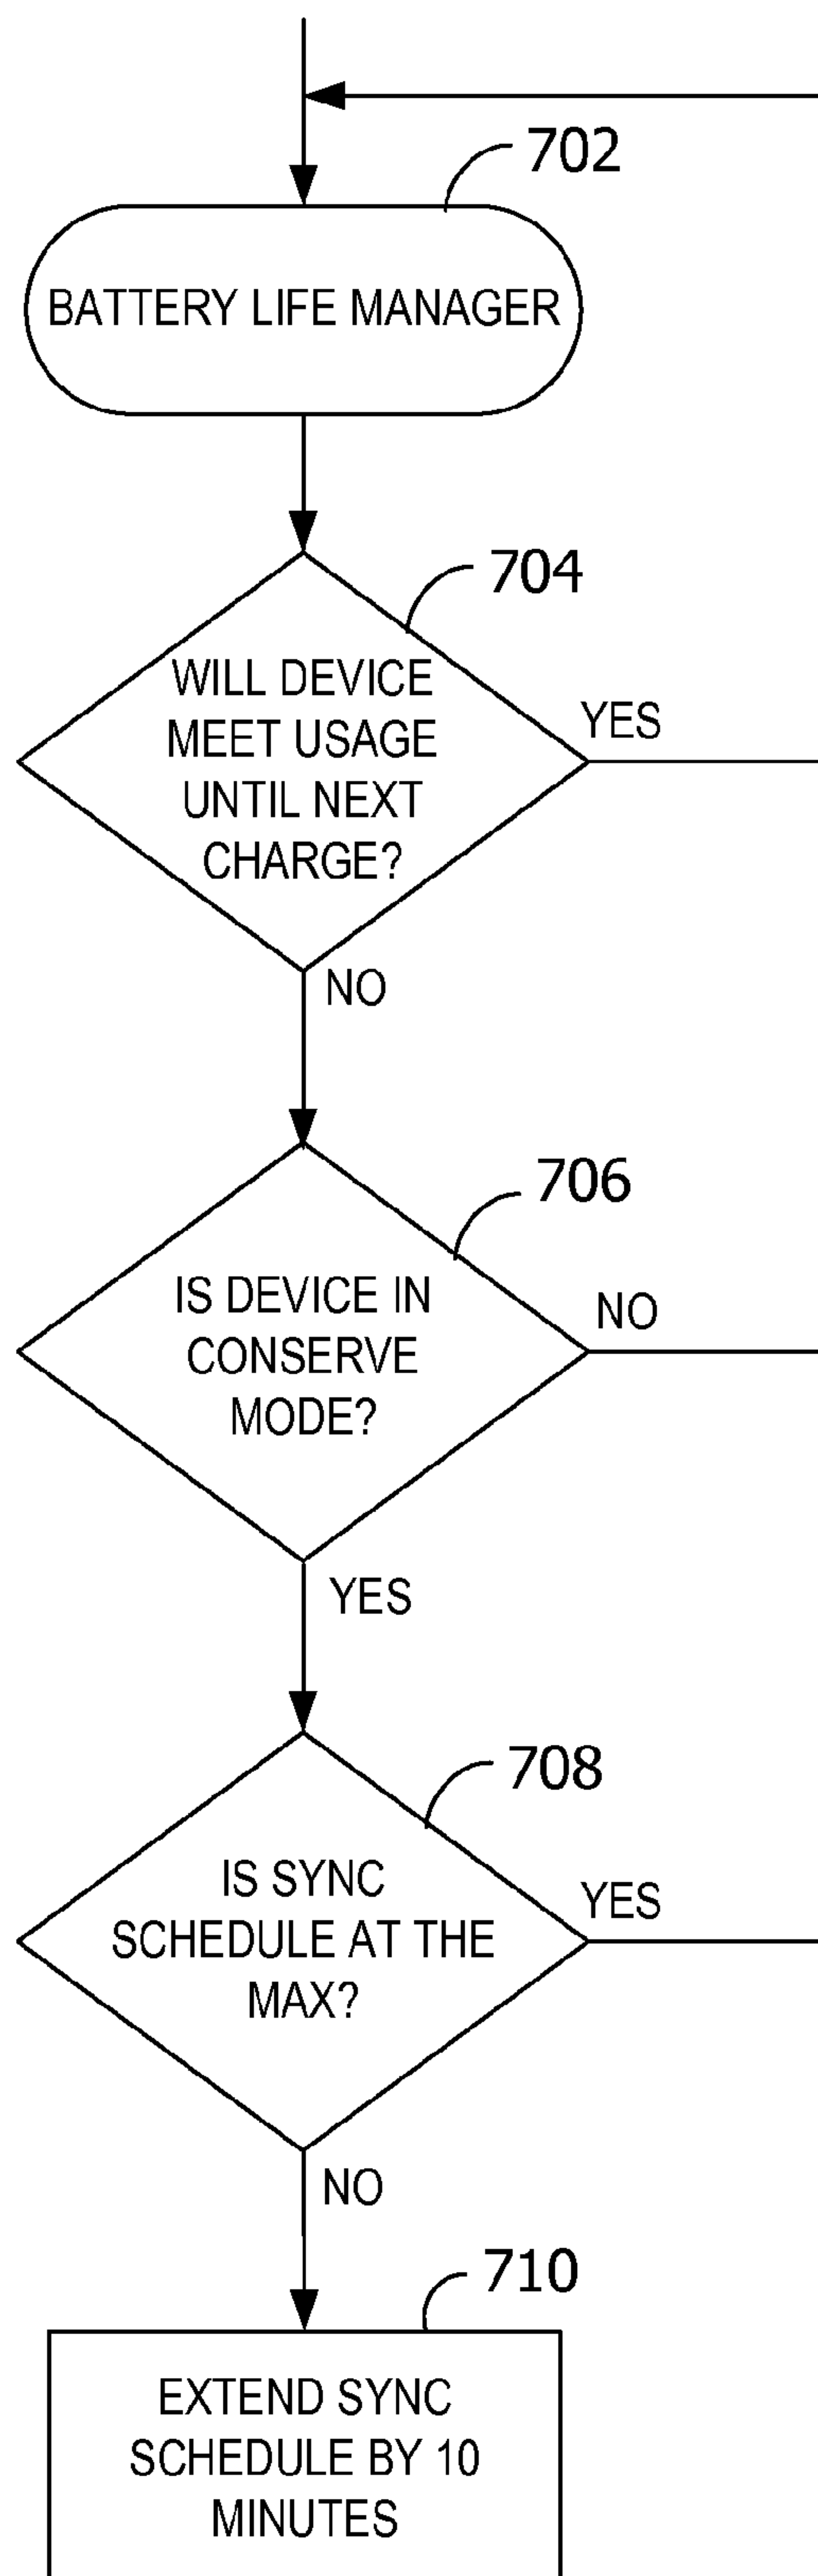 702
BATTERY LIFE MANAGER
704
WILL DEVICE
MEET USAGE
UNTIL NEXT
CHARGE?
YES
NO
706
IS DEVICE IN
CONSERVE
MODE?
NO
YES
708
IS SYNC
SCHEDULE AT THE
MAX?
YES
NO
710
EXTEND SYNC
SCHEDULE BY 10
MINUTES